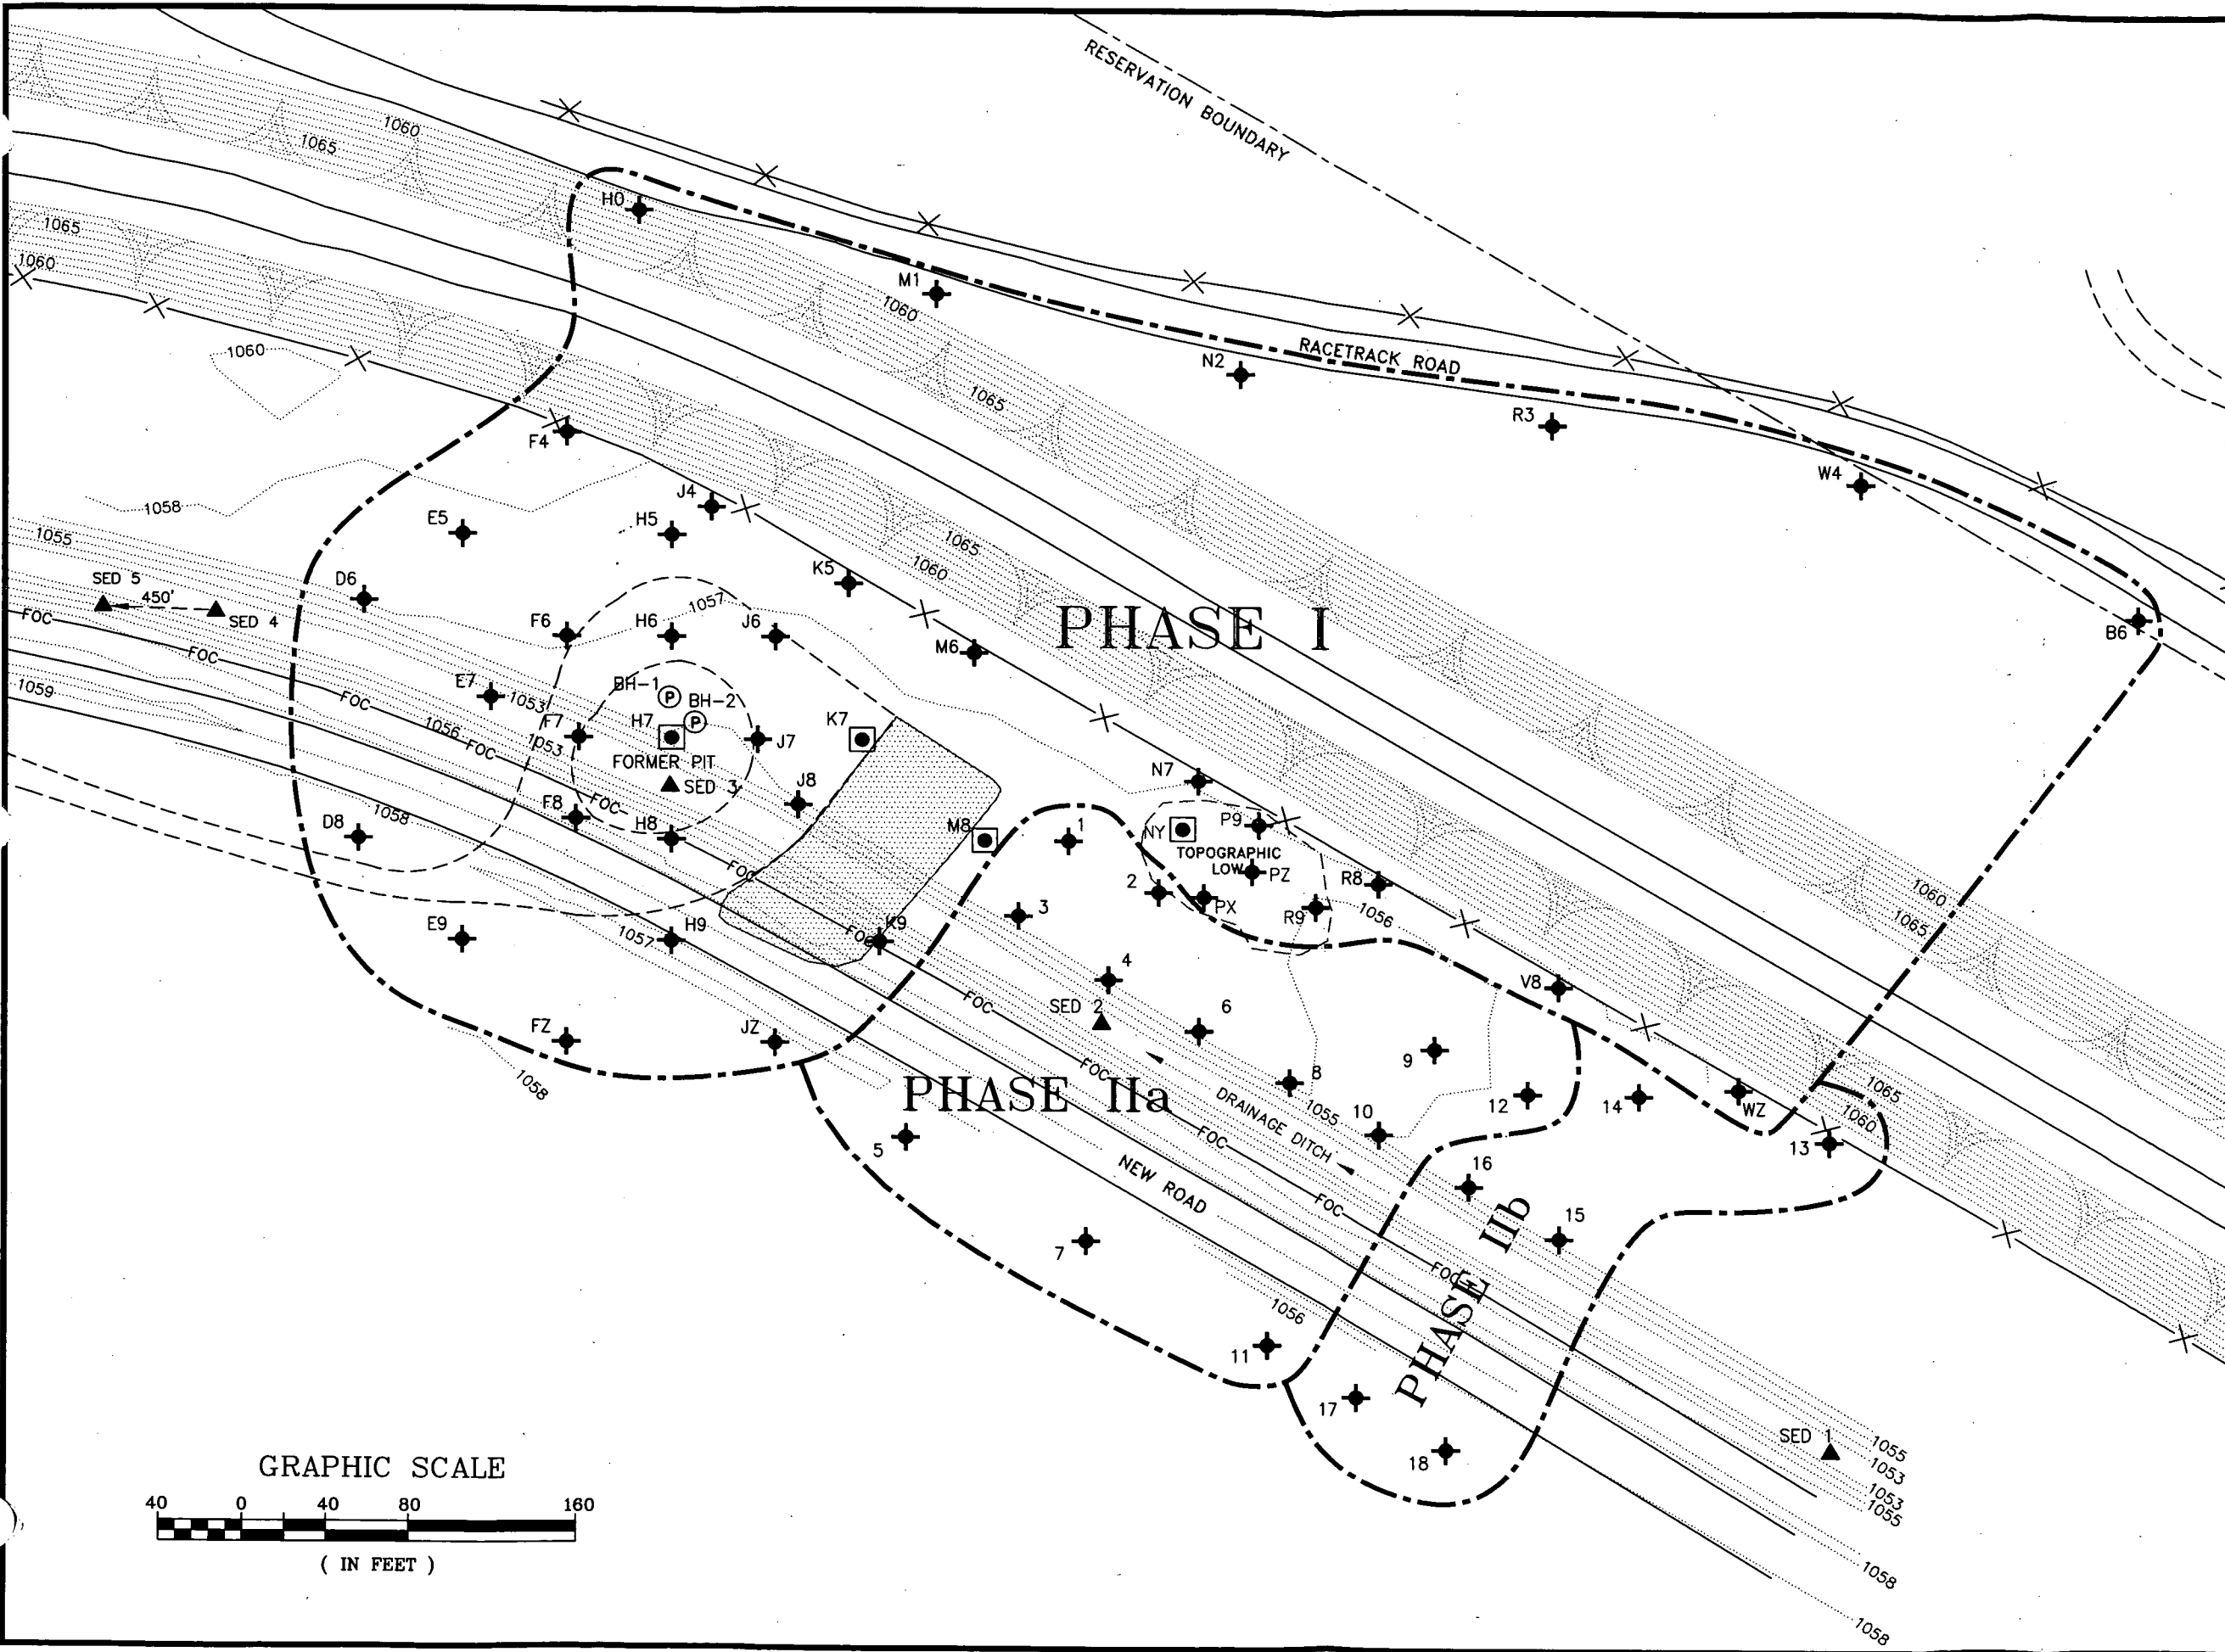 RESERVATION BOUNDARY
1060
1065
H0
1065
1060
M1
1060
RACETRACK ROAD
N2
1060
1065
R3
F4
W4
J4
1058
E5
H5
1065
1055
K5
1060
SED 5
450'
SED 4
D6
1057
PHASE I
B6
FOC
F6
H6
J6
M6
FOC
1059
E7
1053
BH-1
P
BH-2
P
FOC
1056
FOC
F7
1053
H7
J7
K7
FORMER PIT
SED 3
J8
N7
F8
FOC
1058
D8
H8
M8
1
NY
P9
TOPOGRAPHIC
LOW
PZ
FOC
2
PX
R8
R9
1056
1060
1065
3
E9
1057
H9
FOC
K9
4
V8
FOC
SED 2
6
FZ
JZ
9
1058
FOC
PHASE IIa
8
1055
DRAINAGE DITCH
10
12
14
WZ
1065
1060
13
5
FOC
NEW ROAD
16
FOC
15
7
PHASE IIb
FOC
1056
11
17
18
SED 1
1055
1053
1053
1055
1058
1058
GRAPHIC SCALE
40 0 40 80 160
( IN FEET )